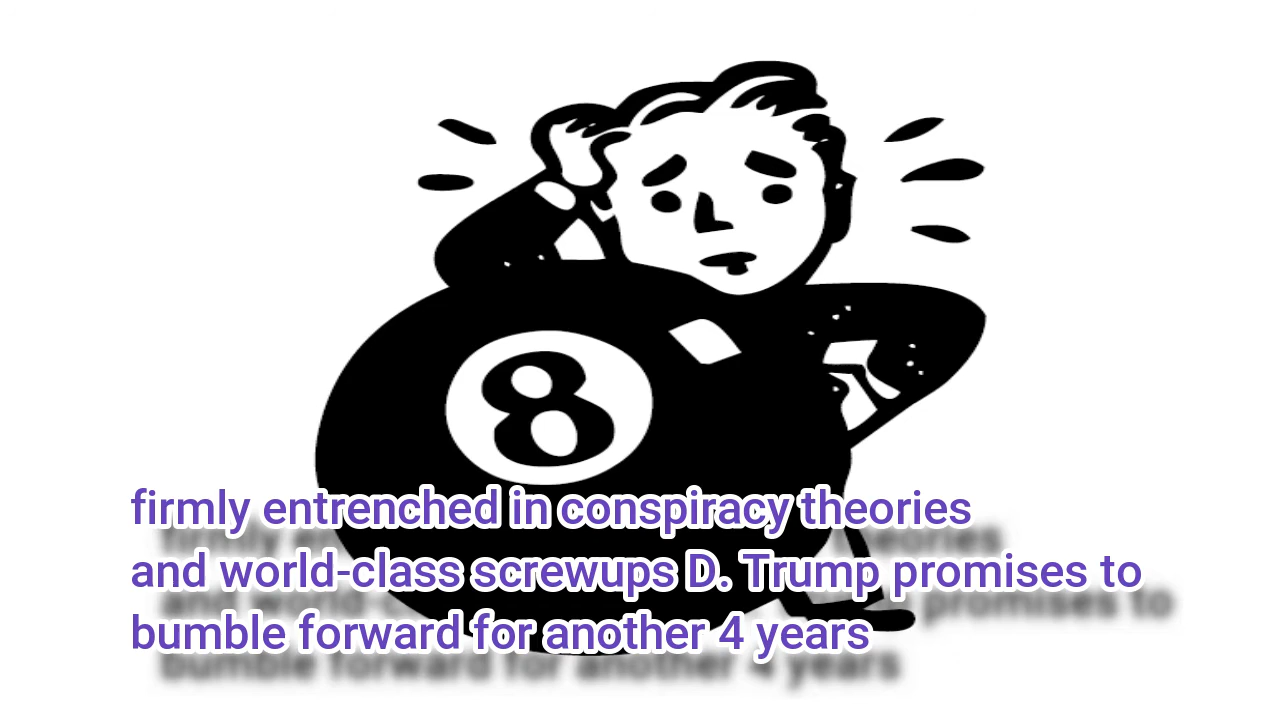 8
firmly entrenched in conspiracy theories
and world-class screwups D. Trump promises to
bumble forward for another 4 years